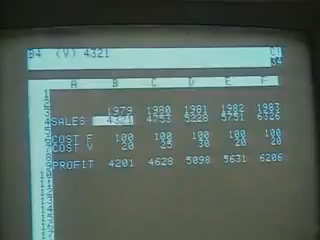 B4 (V) 4321
C!
A B C D E F
1979 1980 1981 1982 1983
SALES 4321 4753 5228 5751 6326
COST F 100 100 100 100 100
COST V 20 25 30 20 20
PROFIT 4201 4628 5098 5631 6206